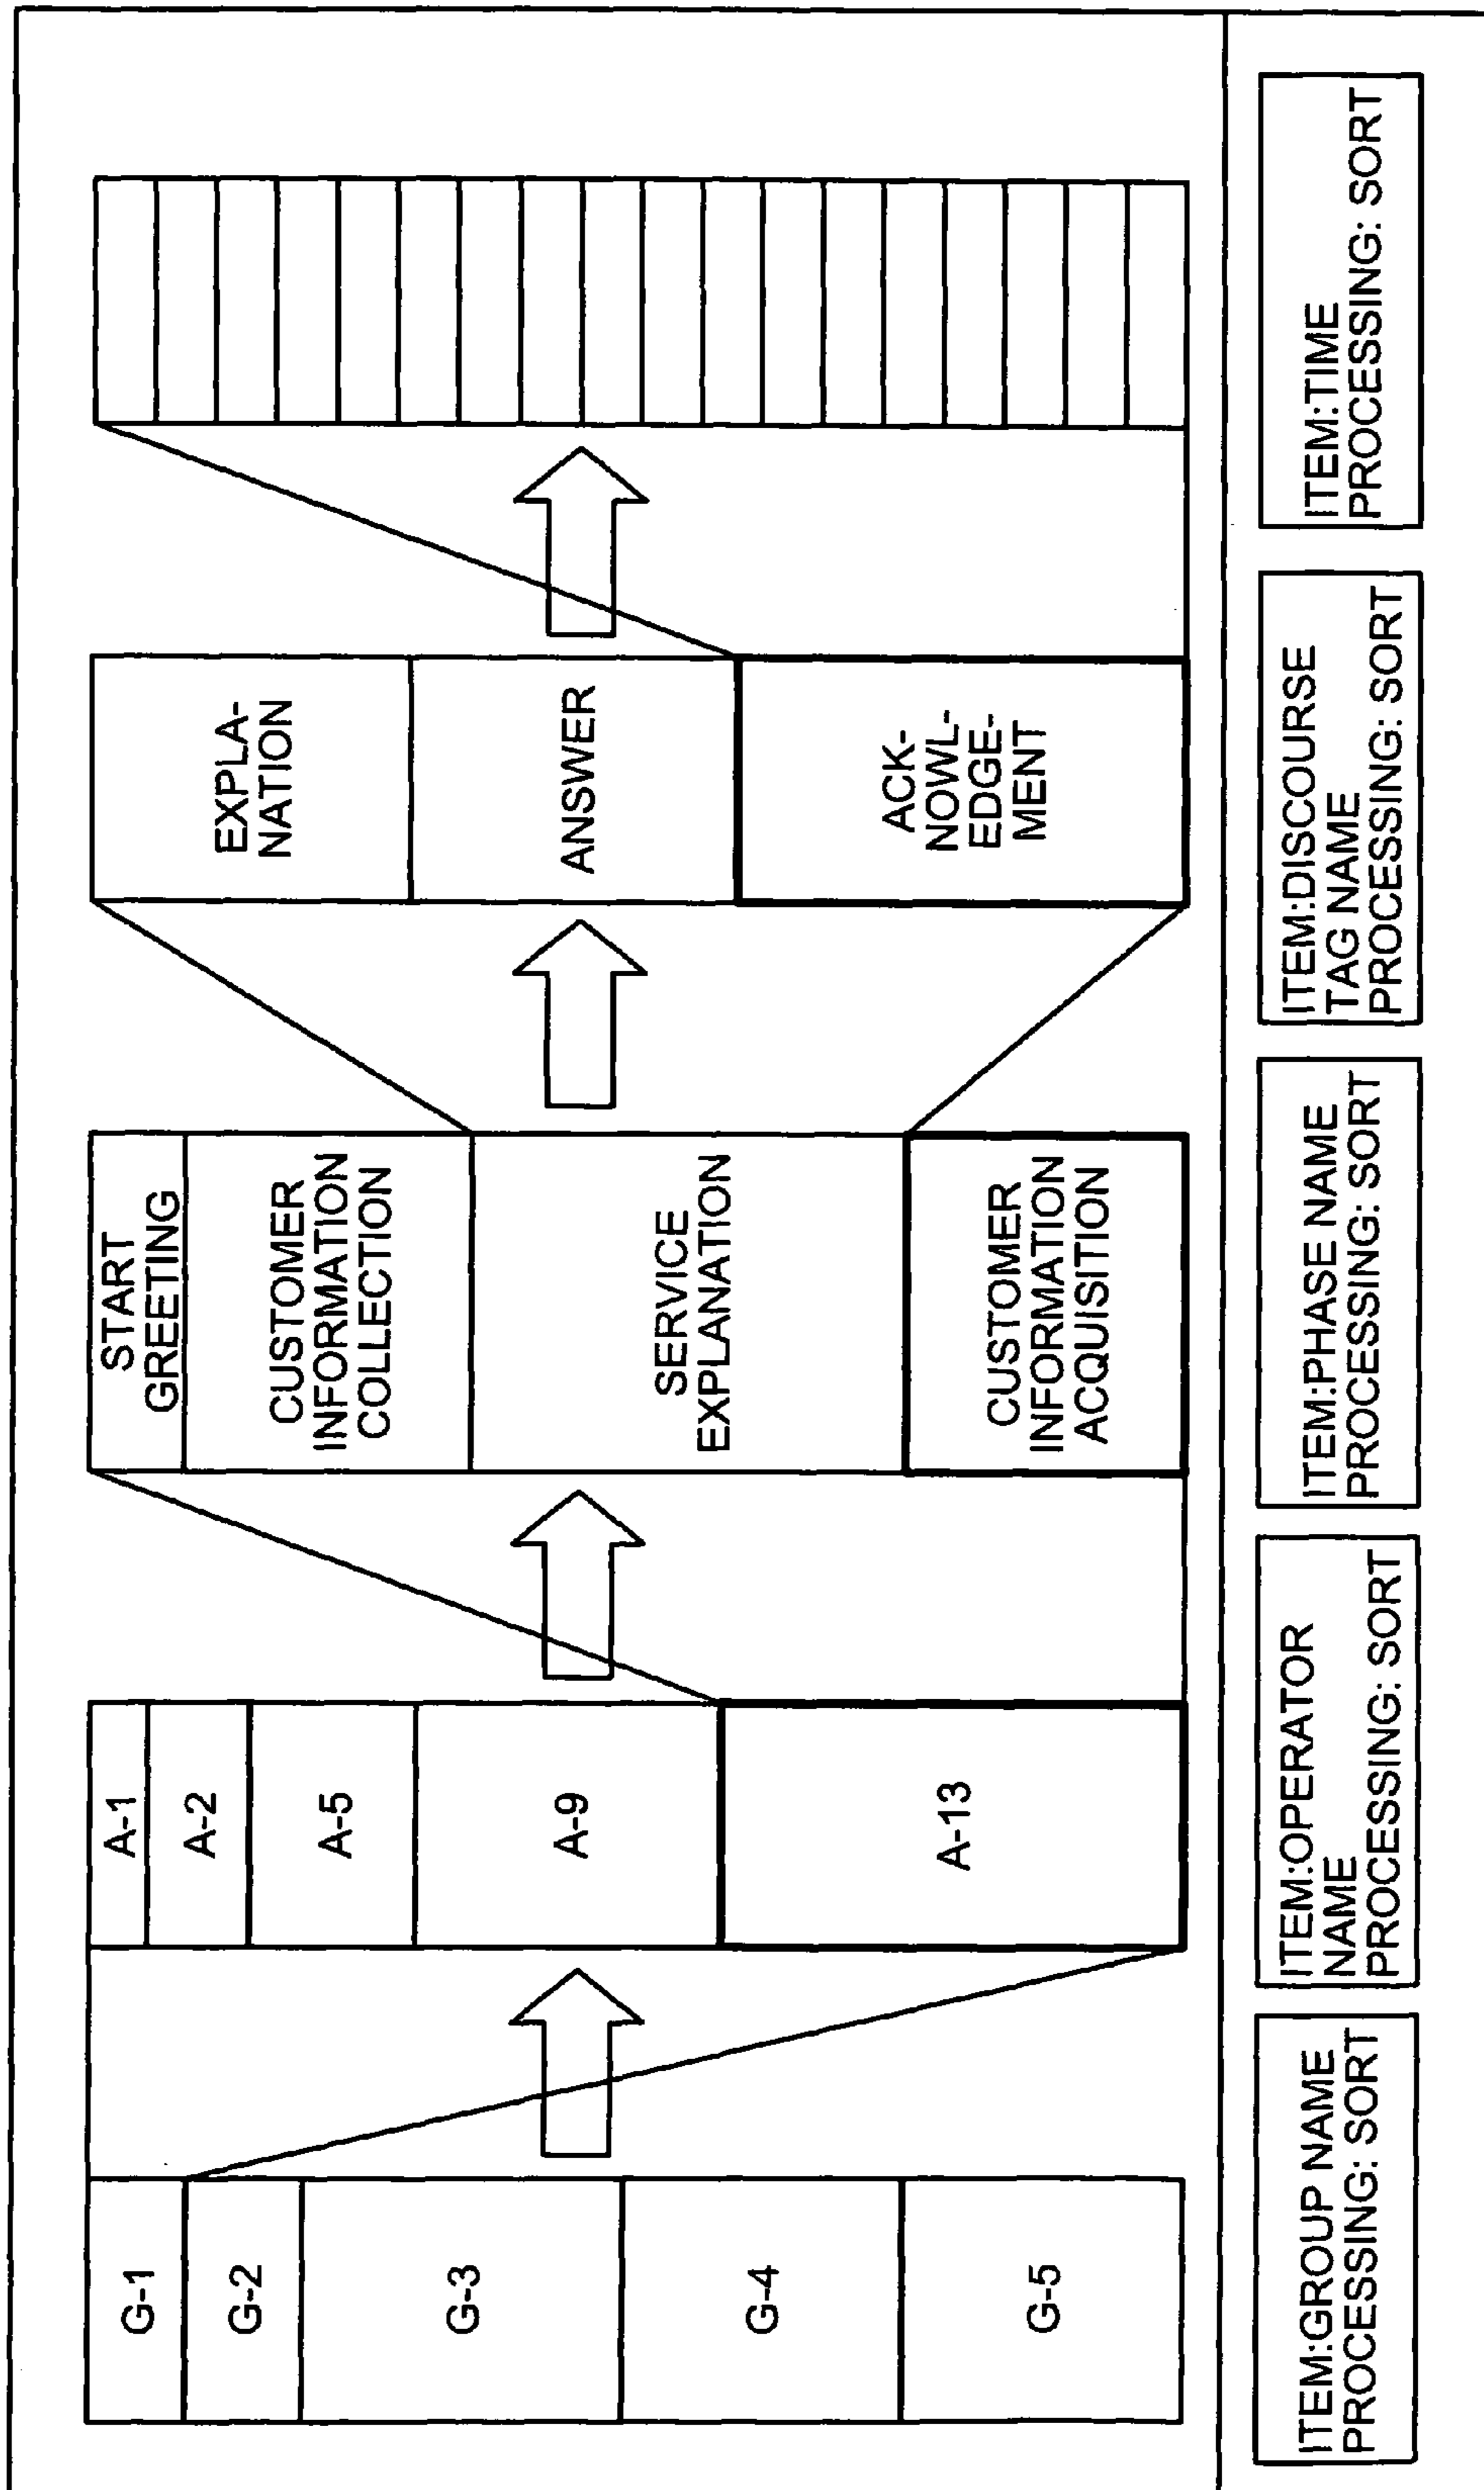 G-1
G-2
G-3
G-4
G-5
A-1
A-2
A-5
A-9
A-13
START
GREETING
CUSTOMER
INFORMATION
COLLECTION
SERVICE
EXPLANATION
CUSTOMER
INFORMATION
ACQUISITION
EXPLA-
NATION
ANSWER
ACK-
NOWL-
EDGE-
MENT
ITEM:GROUP NAME
PROCESSING: SORT
ITEM:OPERATOR
NAME
PROCESSING: SORT
ITEM:PHASE NAME
PROCESSING: SORT
ITEM:DISCOURSE
TAG NAME
PROCESSING: SORT
ITEM:TIME
PROCESSING: SORT